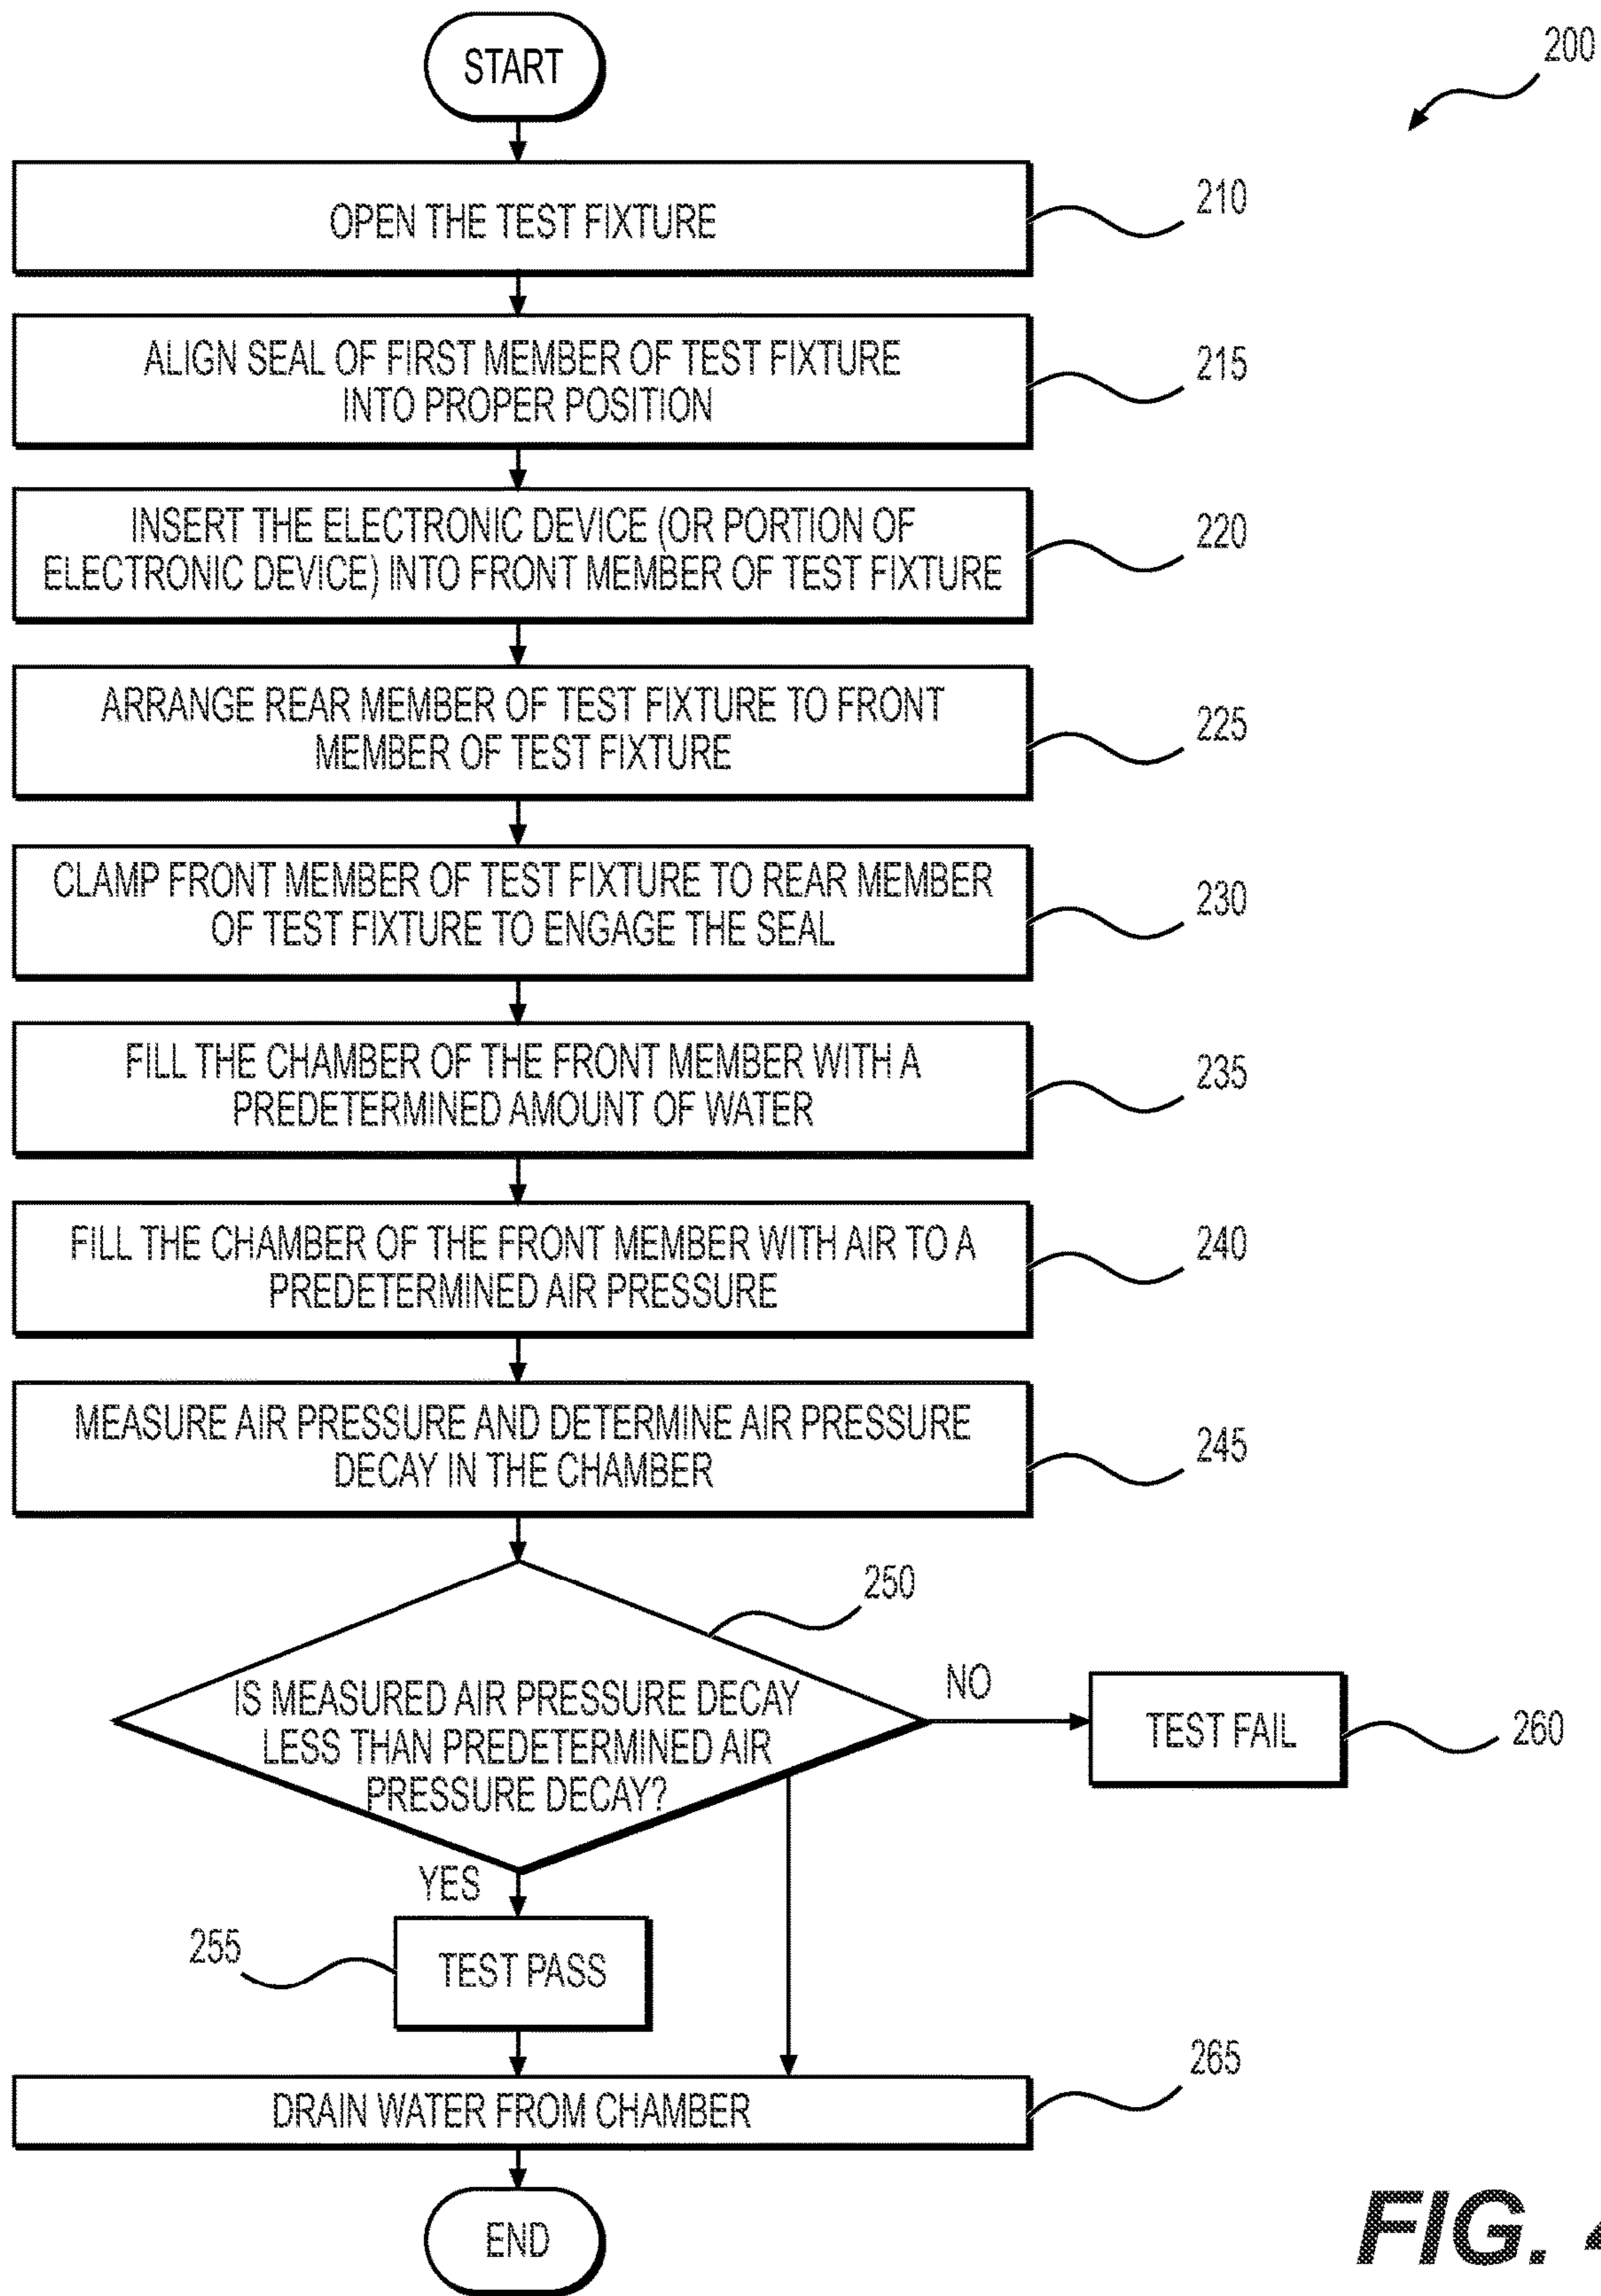 START
200
OPEN THE TEST FIXTURE
210
ALIGN SEAL OF FIRST MEMBER OF TEST FIXTURE
INTO PROPER POSITION
215
INSERT THE ELECTRONIC DEVICE (OR PORTION OF
ELECTRONIC DEVICE) INTO FRONT MEMBER OF TEST FIXTURE
220
ARRANGE REAR MEMBER OF TEST FIXTURE TO FRONT
MEMBER OF TEST FIXTURE
225
CLAMP FRONT MEMBER OF TEST FIXTURE TO REAR MEMBER
OF TEST FIXTURE TO ENGAGE THE SEAL
230
FILL THE CHAMBER OF THE FRONT MEMBER WITH A
PREDETERMINED AMOUNT OF WATER
235
FILL THE CHAMBER OF THE FRONT MEMBER WITH AIR TO A
PREDETERMINED AIR PRESSURE
240
MEASURE AIR PRESSURE AND DETERMINE AIR PRESSURE
DECAY IN THE CHAMBER
245
250
IS MEASURED AIR PRESSURE DECAY
LESS THAN PREDETERMINED AIR
PRESSURE DECAY?
NO
TEST FAIL
260
YES
255
TEST PASS
265
DRAIN WATER FROM CHAMBER
END
FIG.